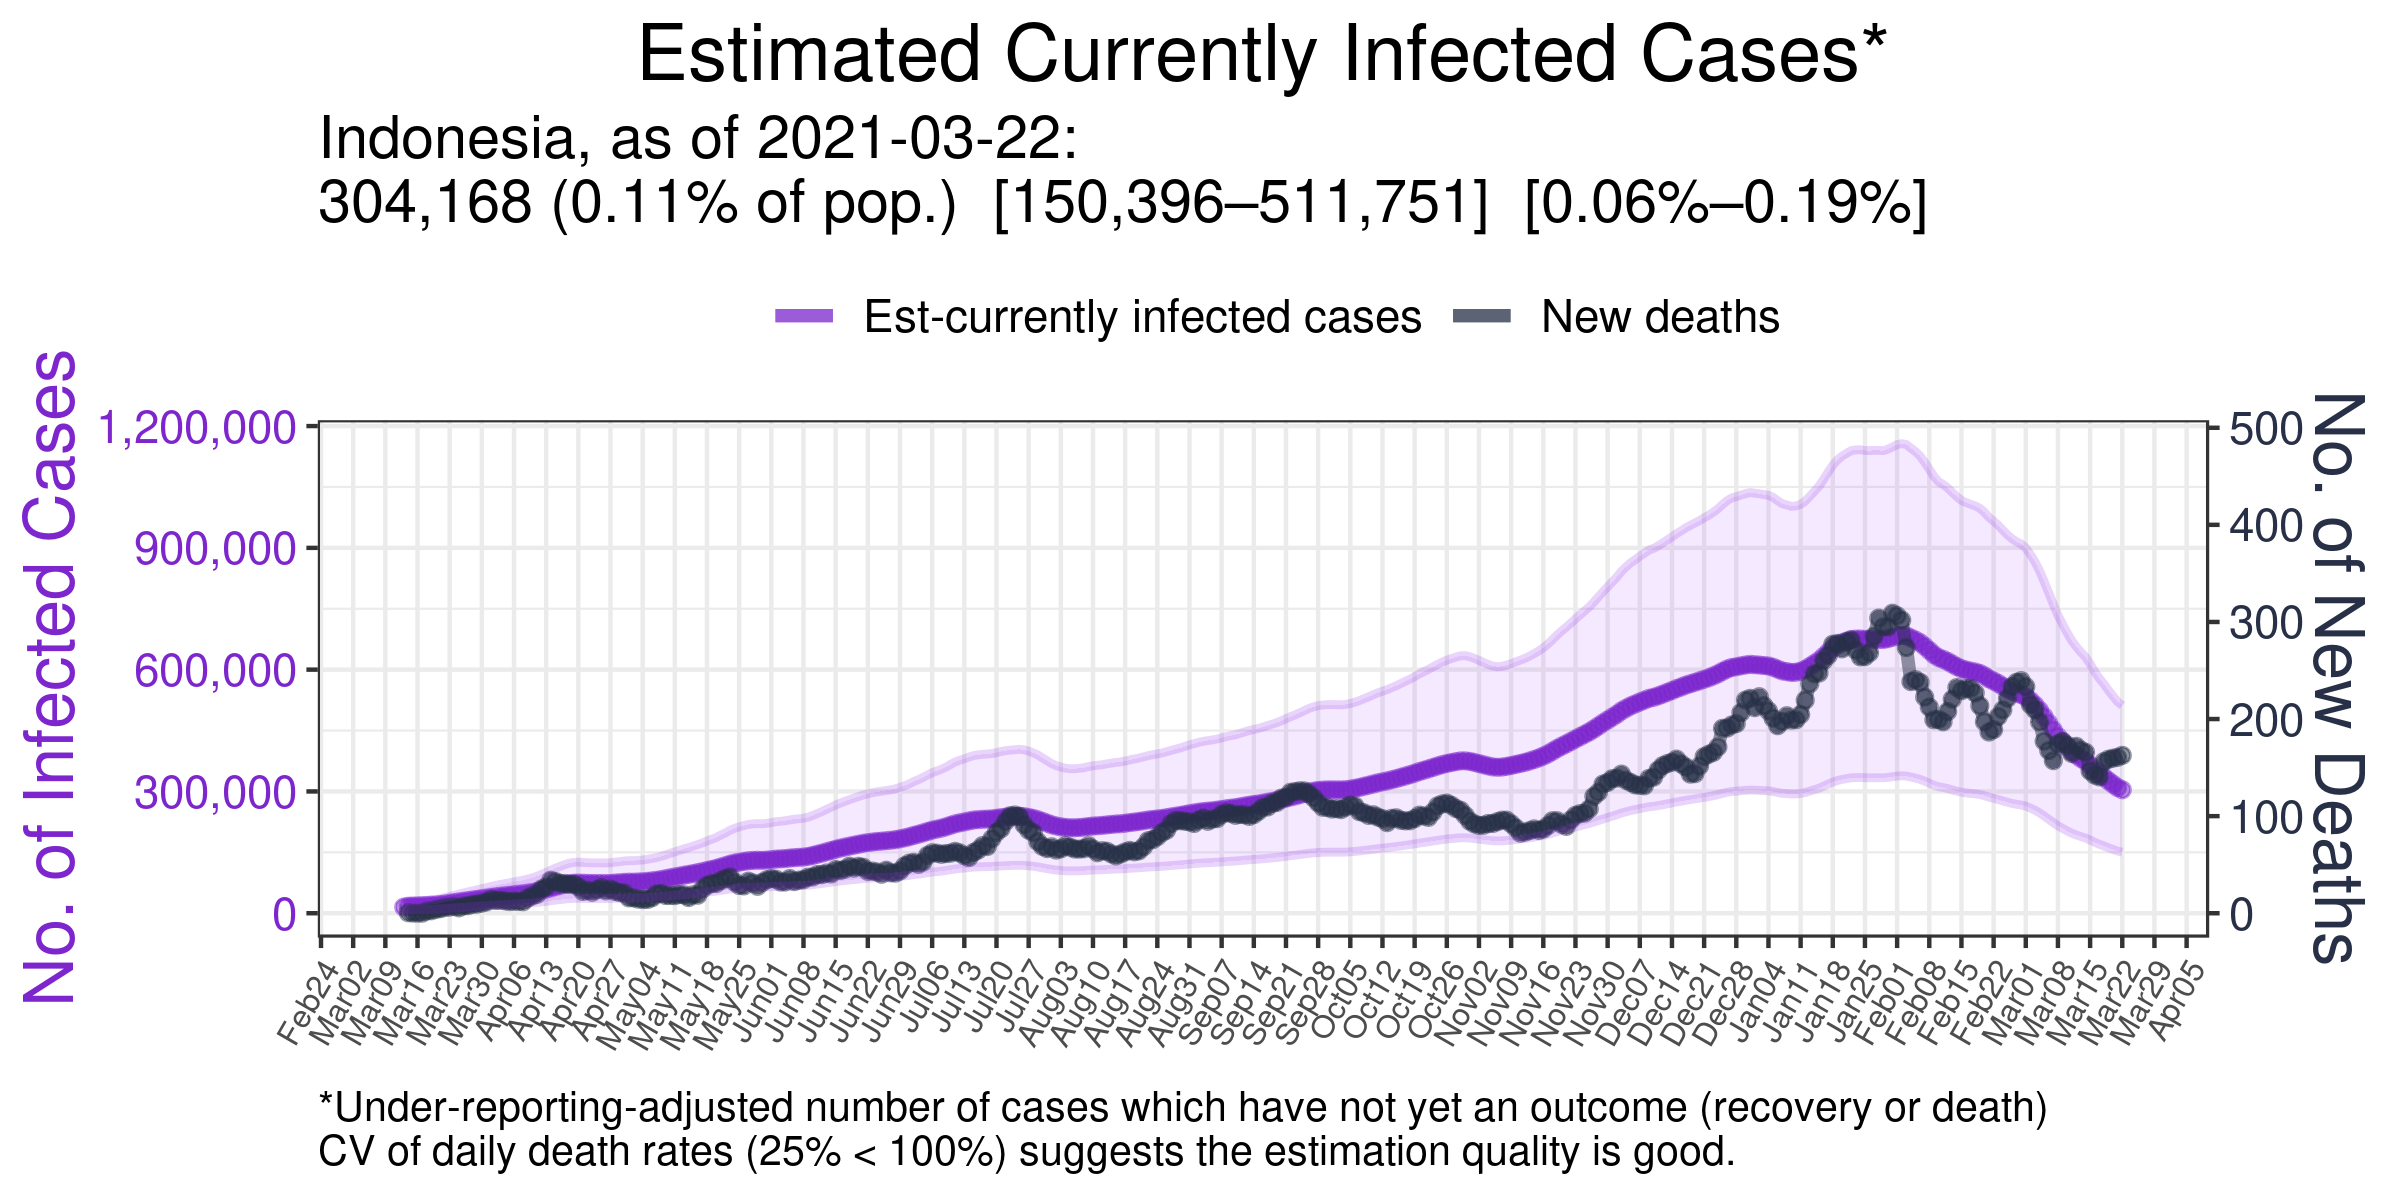 Estimated Currently Infected Cases*
Indonesia, as of 2021-03-22:
304,168 (0.11% of pop.)  [150,396–511,751]  [0.06%–0.19%]
Est-currently infected cases
New deaths
No. of Infected Cases
1,200,000
900,000
600,000
300,000
0
No. of New Deaths
500
400
300
200
100
0
Feb24
Mar02
Mar09
Mar16
Mar23
Mar30
Apr06
Apr13
Apr20
Apr27
May04
May11
May18
May25
Jun01
Jun08
Jun15
Jun22
Jun29
Jul06
Jul13
Jul20
Jul27
Aug03
Aug10
Aug17
Aug24
Aug31
Sep07
Sep14
Sep21
Sep28
Oct05
Oct12
Oct19
Oct26
Nov02
Nov09
Nov16
Nov23
Nov30
Dec07
Dec14
Dec21
Dec28
Jan04
Jan11
Jan18
Jan25
Feb01
Feb08
Feb15
Feb22
Mar01
Mar08
Mar15
Mar22
Mar29
Apr05
*Under-reporting-adjusted number of cases which have not yet an outcome (recovery or death)
CV of daily death rates (25% < 100%) suggests the estimation quality is good.